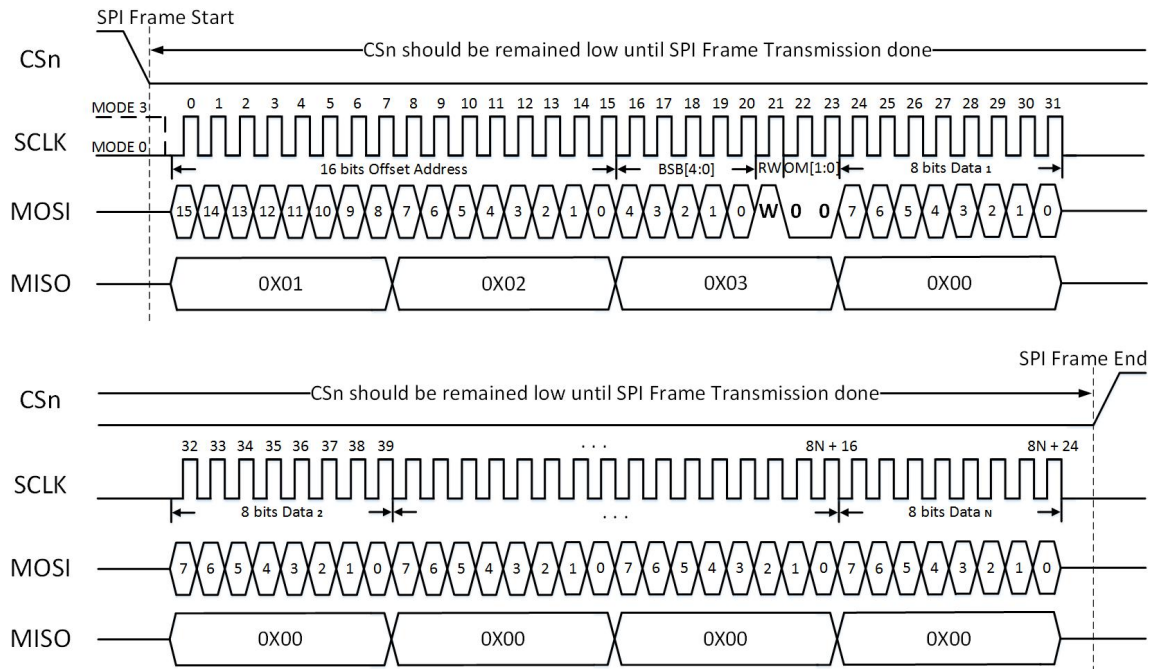 SPI Frame Start
CSn
CSn should be remained low until SPI Frame Transmission done
0 1 2 3 4 5 6 7 8 9 10 11 12 13 14 15 16 17 18 19 20 21 22 23 24 25 26 27 28 29 30 31
MODE 3
SCLK
MODE 0
16 bits Offset Address BSB[4:0] RW OM[1:0] 8 bits Data 1
MOSI 15 14 13 12 11 10 9 8 7 6 5 4 3 2 1 0 4 3 2 1 0 W 0 0 7 6 5 4 3 2 1 0
MISO 0X01 0X02 0X03 0X00
SPI Frame End
CSn
CSn should be remained low until SPI Frame Transmission done
32 33 34 35 36 37 38 39 . . . 8N + 16 8N + 24
SCLK
8 bits Data 2 . . . 8 bits Data N
MOSI 7 6 5 4 3 2 1 0 7 6 5 4 3 2 1 0 7 6 5 4 3 2 1 0 7 6 5 4 3 2 1 0
MISO 0X00 0X00 0X00 0X00